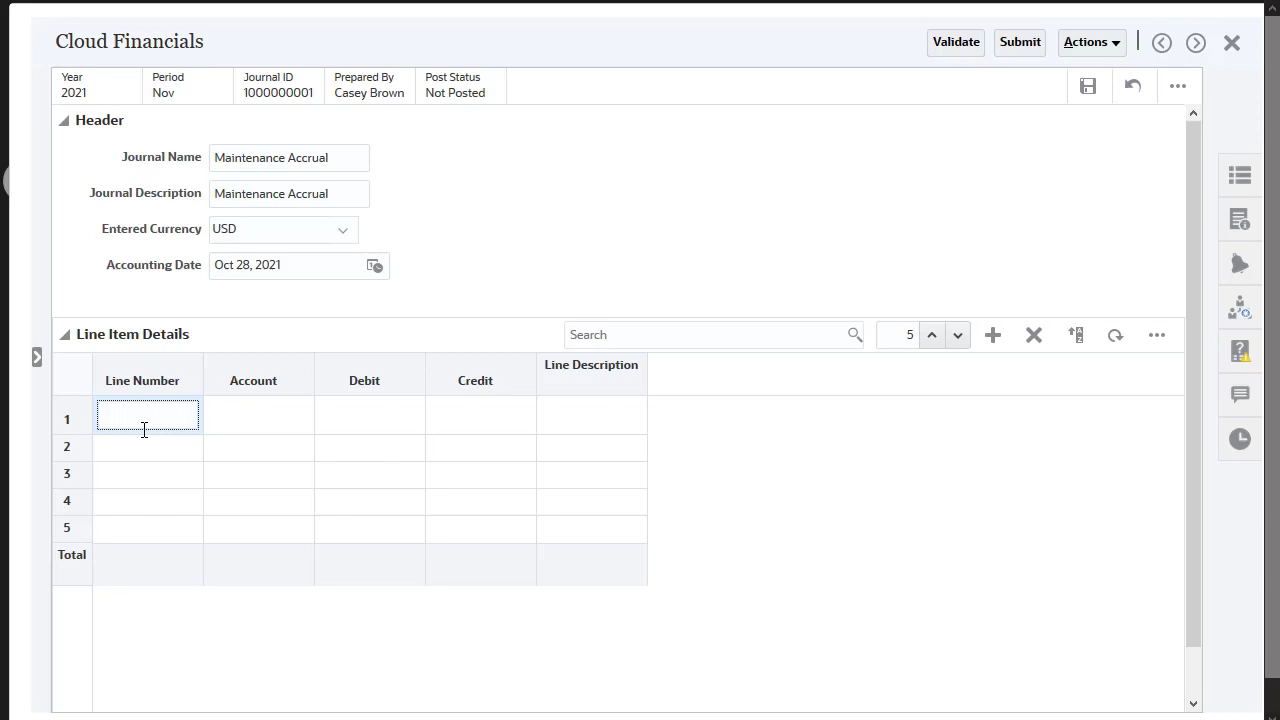 Cloud Financials
Validate Submit Actions
Year Period Journal ID Prepared By Post Status
2021 Nov 1000000001 Casey Brown Not Posted
Header
Journal Name Maintenance Accrual
Journal Description Maintenance Accrual
Entered Currency USD
Accounting Date Oct 28, 2021
Line Item Details Search 5
Line Number Account Debit Credit Line Description
1
2
3
4
5
Total